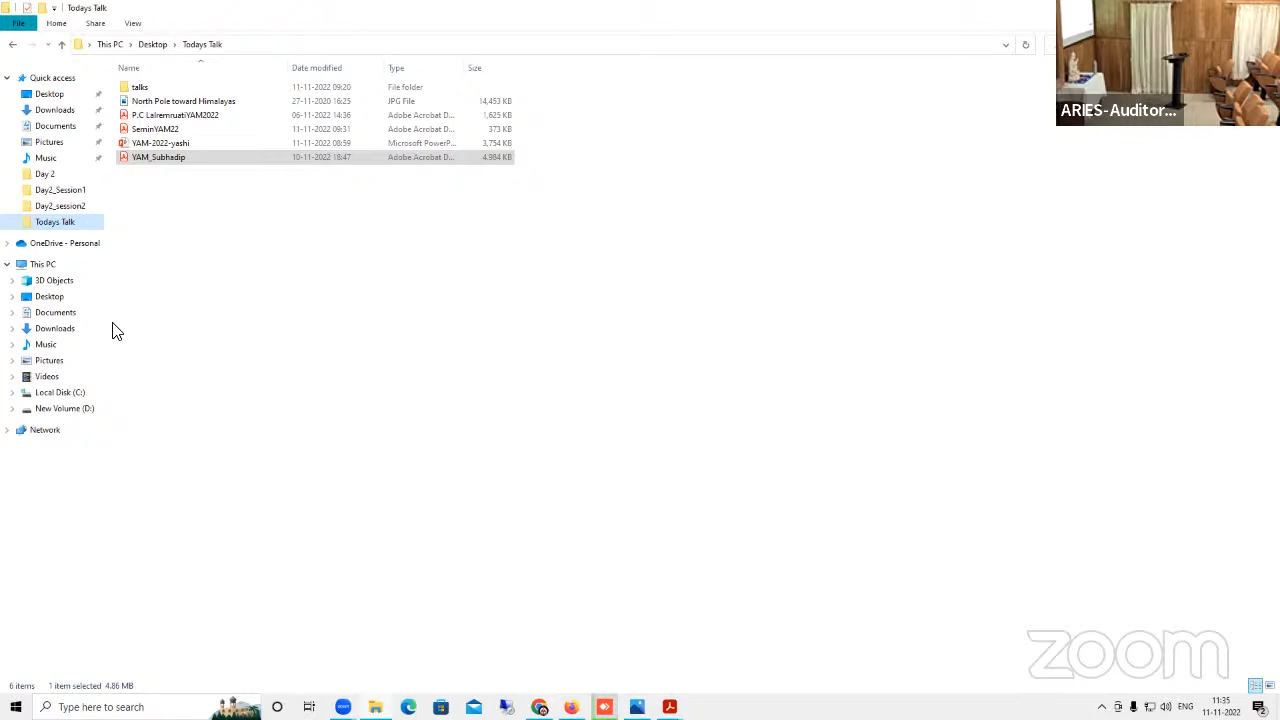 Todays Talk
File Home Share View
This PC Desktop Todays Talk
Name Date modified Type Size
talks 11-11-2022 09:20 File folder
North Pole toward Himalayas 27-11-2020 16:25 JPG File 14,453 KB
P.C LalremruatiYAM2022 06-11-2022 14:36 Adobe Acrobat D... 1,625 KB
SeminYAM22 11-11-2022 09:31 Adobe Acrobat D... 373 KB
YAM-2022-yashi 11-11-2022 08:59 Microsoft PowerP... 3,754 KB
YAM_Subhadip 10-11-2022 18:47 Adobe Acrobat D... 4,984 KB
Quick access
Desktop
Downloads
Documents
Pictures
Music
Day 2
Day2_Session1
Day2_session2
Todays Talk
OneDrive - Personal
This PC
3D Objects
Desktop
Documents
Downloads
Music
Pictures
Videos
Local Disk (C:)
New Volume (D:)
Network
ARIES-Auditor...
zoom
6 items 1 item selected 4.86 MB
Type here to search
zoom
ENG
11:35
11-11-2022
2